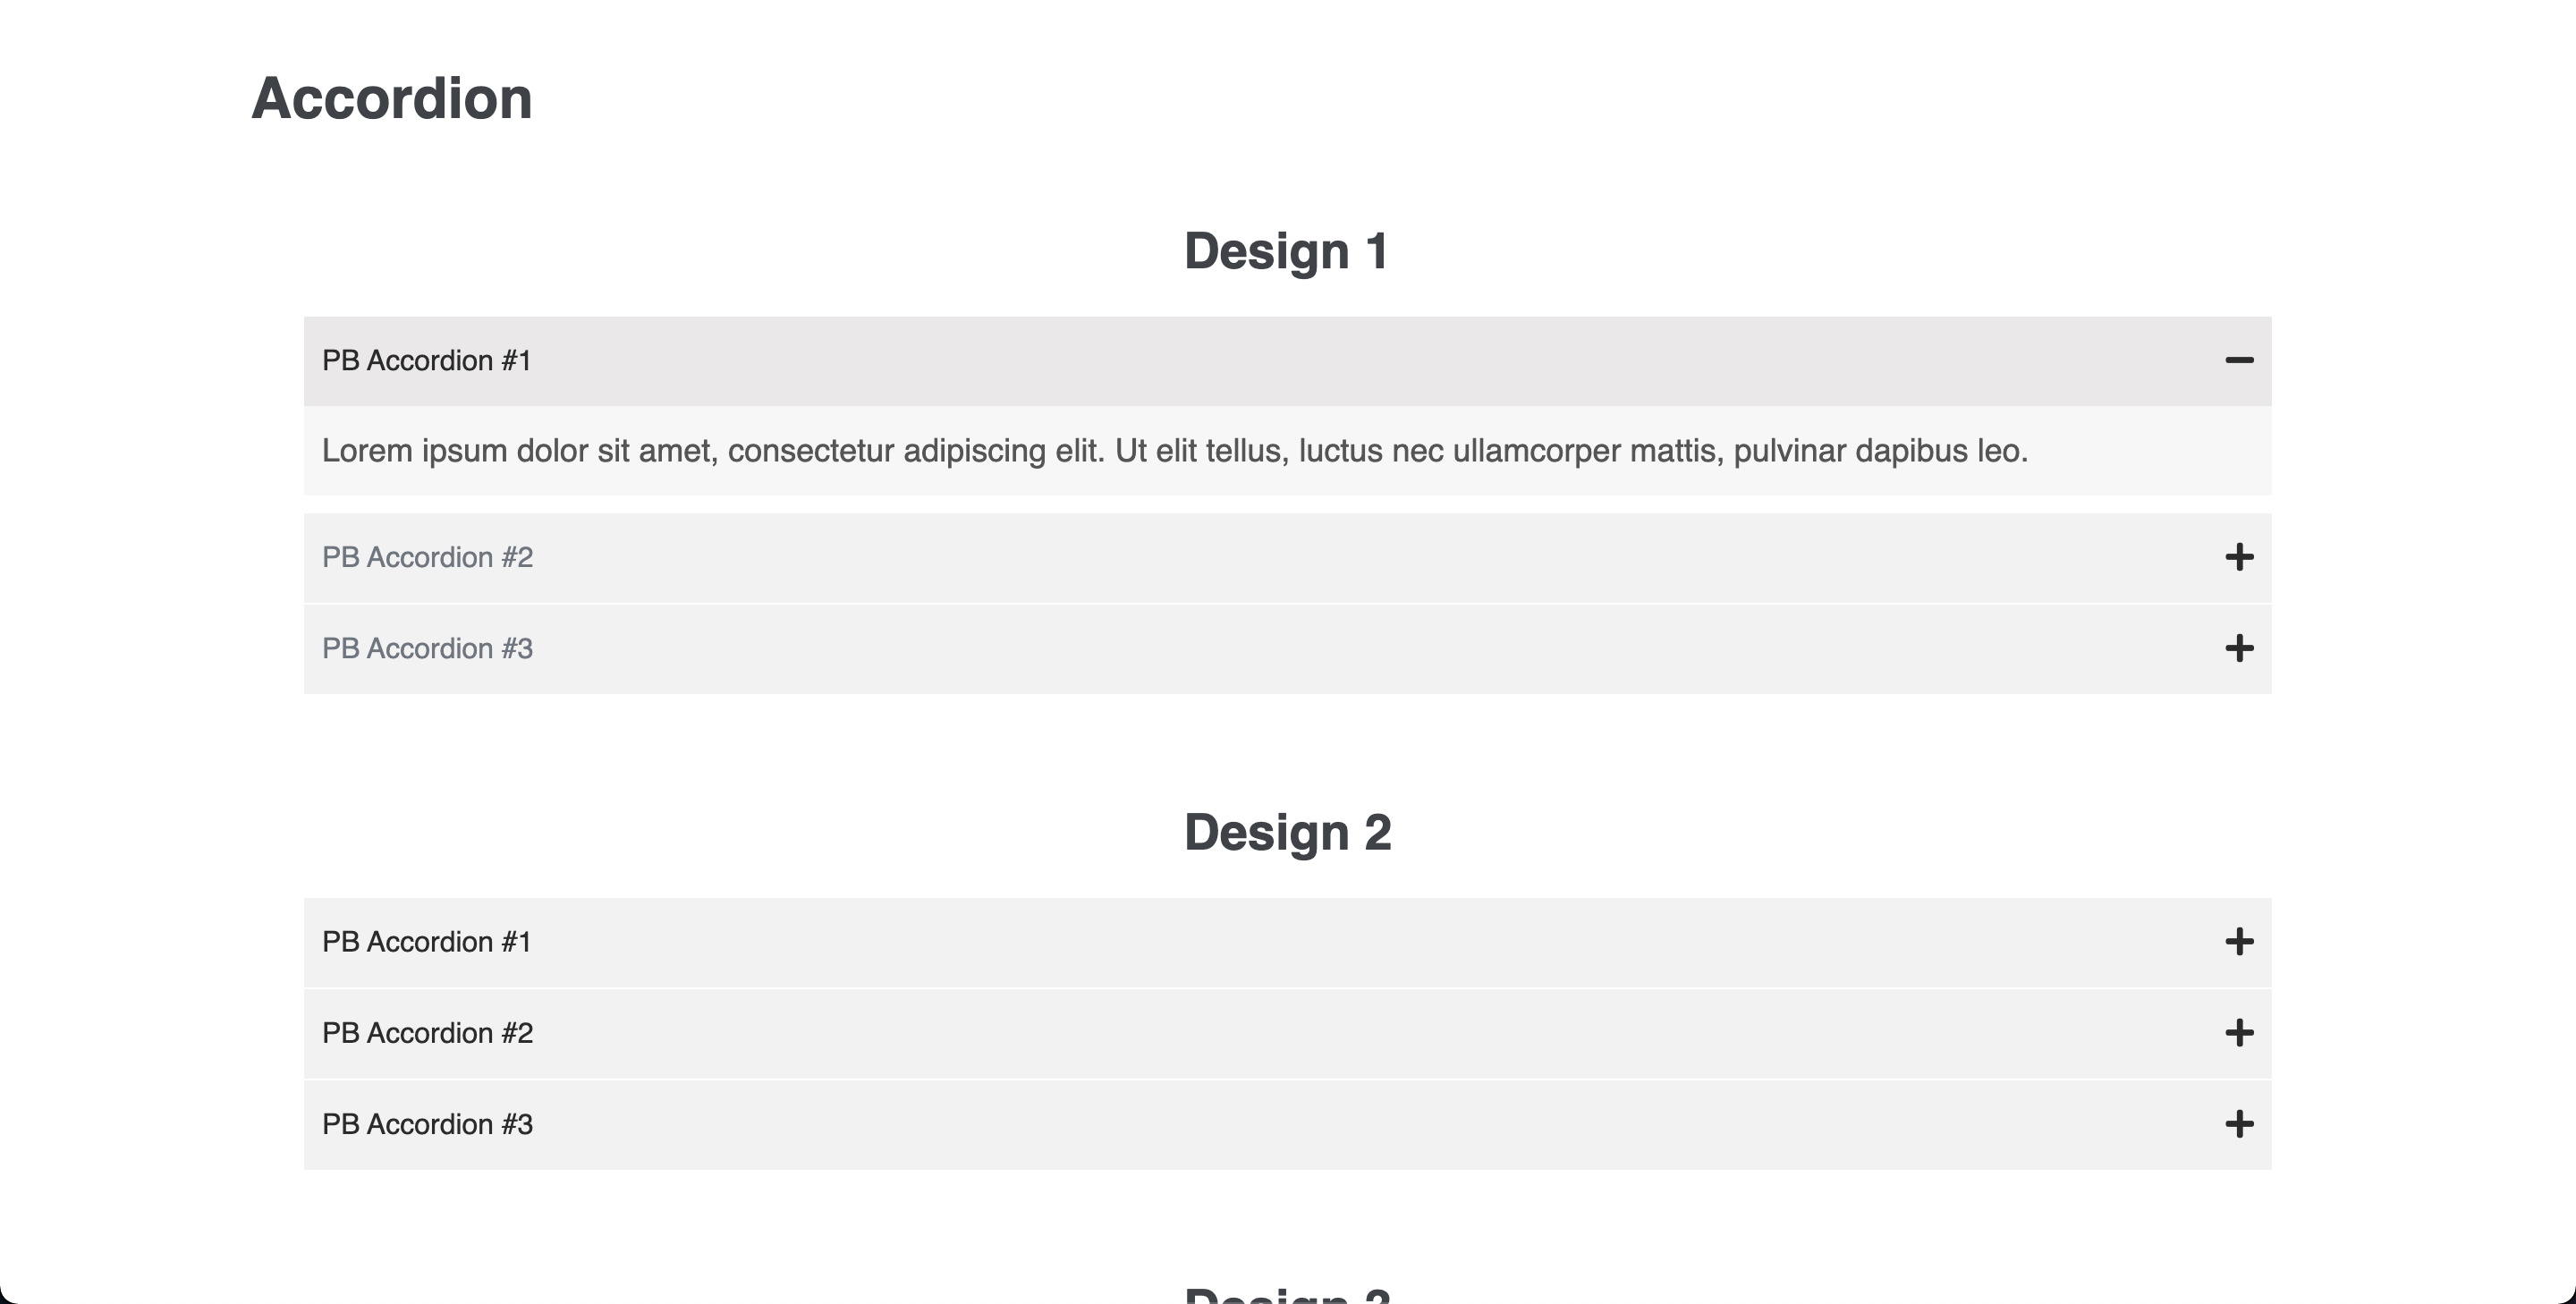 Accordion
Design 1
PB Accordion #1
Lorem ipsum dolor sit amet, consectetur adipiscing elit. Ut elit tellus, luctus nec ullamcorper mattis, pulvinar dapibus leo.
PB Accordion #2
PB Accordion #3
Design 2
PB Accordion #1
PB Accordion #2
PB Accordion #3
Design